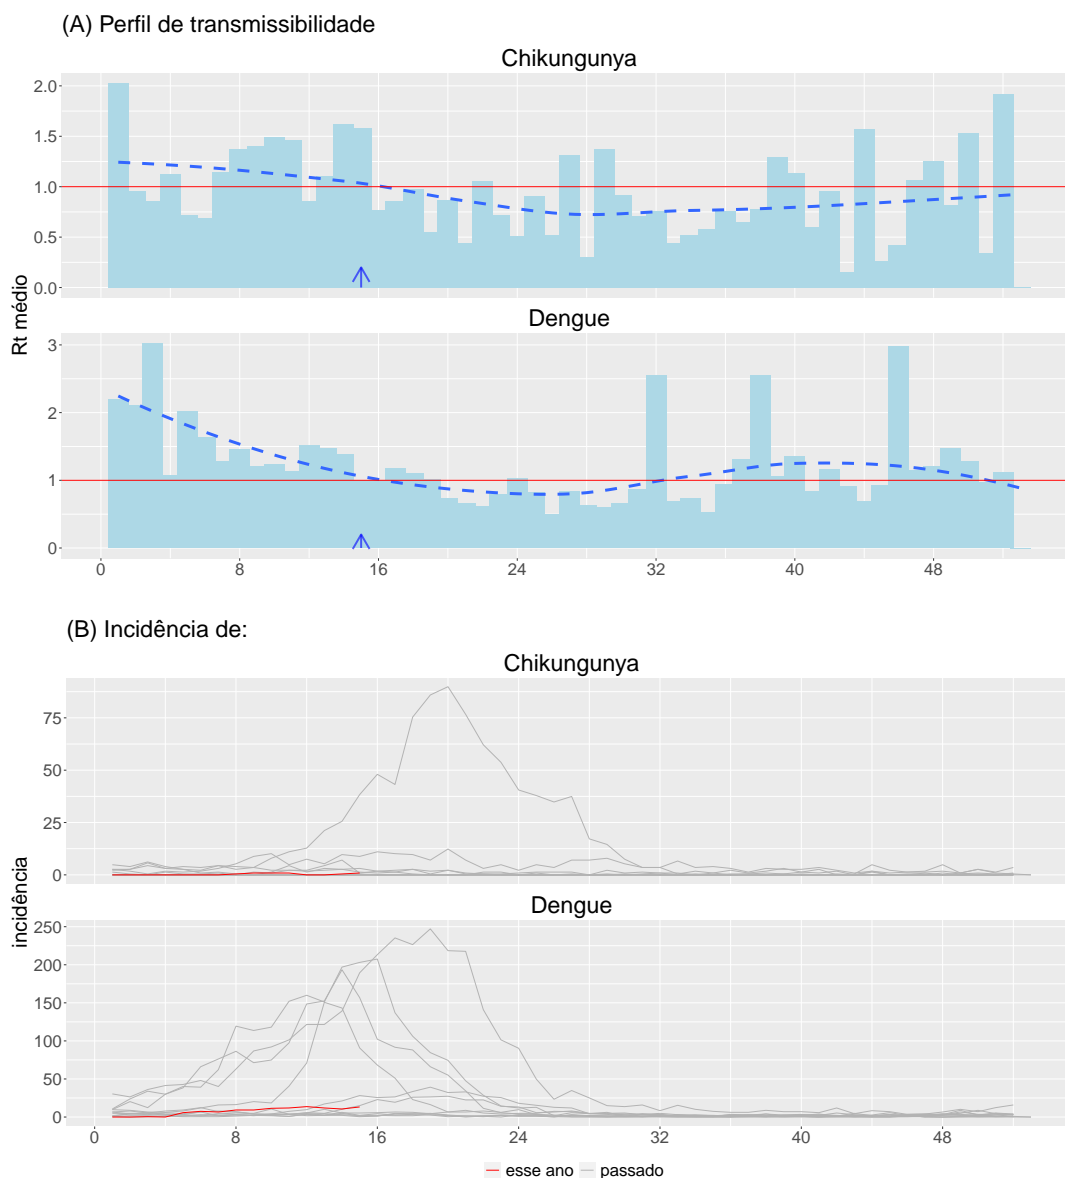 (A) Perfil de transmissibilidade
Chikungunya
2.0
1.5
1.0
0.5
0.0
Rt médio
Dengue
3
2
1
0
0 8 16 24 32 40 48
(B) Incidência de:
Chikungunya
75
50
25
0
incidência
Dengue
250
200
150
100
50
0
0 8 16 24 32 40 48
esse ano passado